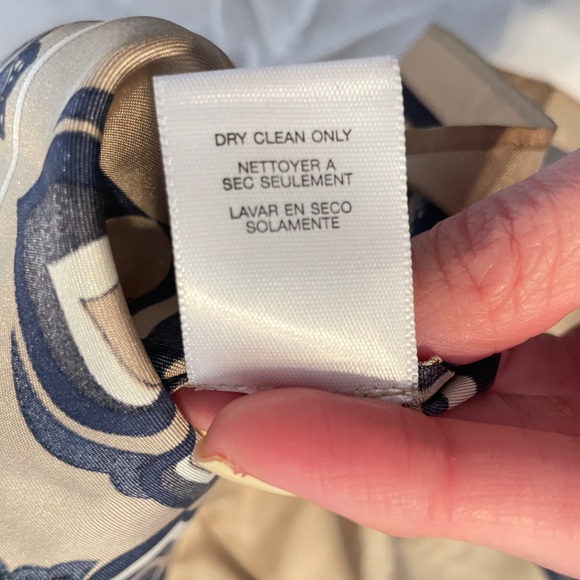 DRY CLEAN ONLY
NETTOYER A
SEC SEULEMENT
LAVAR EN SECO
SOLAMENTE